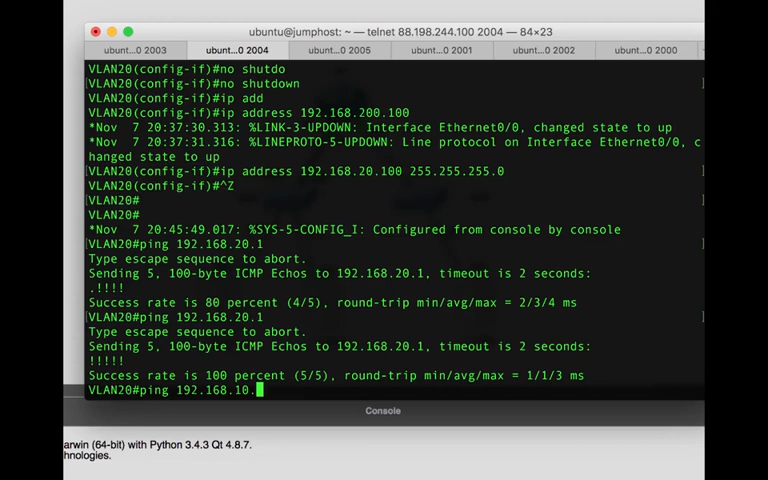 ubuntu@jumphost: ~ — telnet 88.198.244.100 2004 — 84×23
ubunt...0 2003 ubunt...0 2004 ubunt...0 2005 ubunt...0 2001 ubunt...0 2002 ubunt...0 2000
VLAN20(config-if)#no shutdo
VLAN20(config-if)#no shutdown
VLAN20(config-if)#ip add
VLAN20(config-if)#ip address 192.168.200.100
*Nov  7 20:37:30.313: %LINK-3-UPDOWN: Interface Ethernet0/0, changed state to up
*Nov  7 20:37:31.316: %LINEPROTO-5-UPDOWN: Line protocol on Interface Ethernet0/0, c
hanged state to up
VLAN20(config-if)#ip address 192.168.20.100 255.255.255.0
VLAN20(config-if)#^Z
VLAN20#
VLAN20#
*Nov  7 20:45:49.017: %SYS-5-CONFIG_I: Configured from console by console
VLAN20#ping 192.168.20.1
Type escape sequence to abort.
Sending 5, 100-byte ICMP Echos to 192.168.20.1, timeout is 2 seconds:
.!!!!
Success rate is 80 percent (4/5), round-trip min/avg/max = 2/3/4 ms
VLAN20#ping 192.168.20.1
Type escape sequence to abort.
Sending 5, 100-byte ICMP Echos to 192.168.20.1, timeout is 2 seconds:
!!!!!
Success rate is 100 percent (5/5), round-trip min/avg/max = 1/1/3 ms
VLAN20#ping 192.168.10.
Console
arwin (64-bit) with Python 3.4.3 Qt 4.8.7.
hnologies.